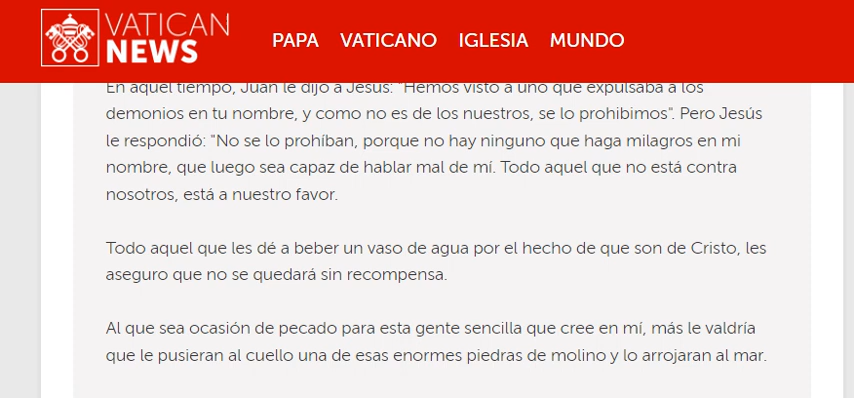 VATICAN
NEWS
PAPA VATICANO IGLESIA MUNDO
En aquel tiempo, Juan le dijo a Jesús: "Hemos visto a uno que expulsaba a los
demonios en tu nombre, y como no es de los nuestros, se lo prohibimos". Pero Jesús
le respondió: "No se lo prohíban, porque no hay ninguno que haga milagros en mi
nombre, que luego sea capaz de hablar mal de mí. Todo aquel que no está contra
nosotros, está a nuestro favor.
Todo aquel que les dé a beber un vaso de agua por el hecho de que son de Cristo, les
aseguro que no se quedará sin recompensa.
Al que sea ocasión de pecado para esta gente sencilla que cree en mí, más le valdría
que le pusieran al cuello una de esas enormes piedras de molino y lo arrojaran al mar.